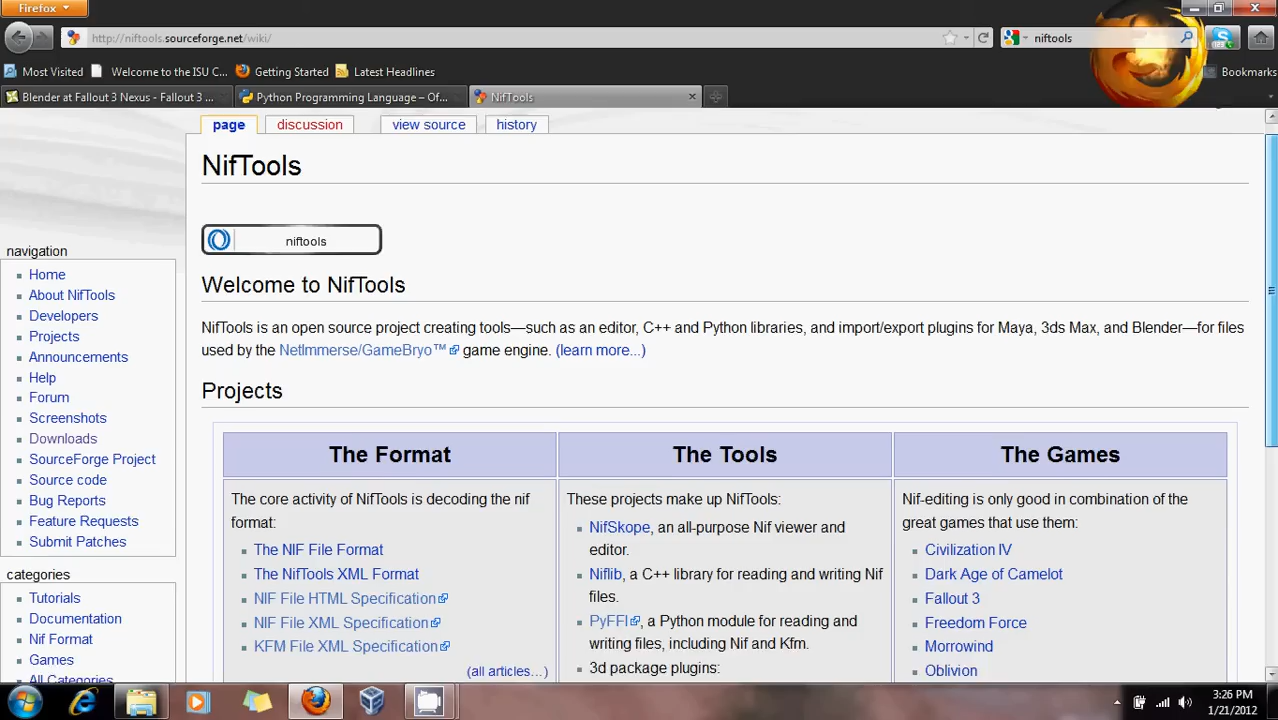 Firefox
http://niftools.sourceforge.net/wiki/
niftools
Most Visited
Welcome to the ISU C...
Getting Started
Latest Headlines
Bookmarks
Blender at Fallout 3 Nexus - Fallout 3 ...
Python Programming Language – Of...
NifTools
page
discussion
view source
history
NifTools
niftools
Welcome to NifTools
NifTools is an open source project creating tools—such as an editor, C++ and Python libraries, and import/export plugins for Maya, 3ds Max, and Blender—for files
used by the NetImmerse/GameBryo™ game engine. (learn more...)
Projects
navigation
Home
About NifTools
Developers
Projects
Announcements
Help
Forum
Screenshots
Downloads
SourceForge Project
Source code
Bug Reports
Feature Requests
Submit Patches
categories
Tutorials
Documentation
Nif Format
Games
All Categories
The Format
The core activity of NifTools is decoding the nif
format:
The NIF File Format
The NifTools XML Format
NIF File HTML Specification
NIF File XML Specification
KFM File XML Specification
(all articles...)
The Tools
These projects make up NifTools:
NifSkope, an all-purpose Nif viewer and
editor.
Niflib, a C++ library for reading and writing Nif
files.
PyFFI, a Python module for reading and
writing files, including Nif and Kfm.
3d package plugins:
The Games
Nif-editing is only good in combination of the
great games that use them:
Civilization IV
Dark Age of Camelot
Fallout 3
Freedom Force
Morrowind
Oblivion
3:26 PM
1/21/2012